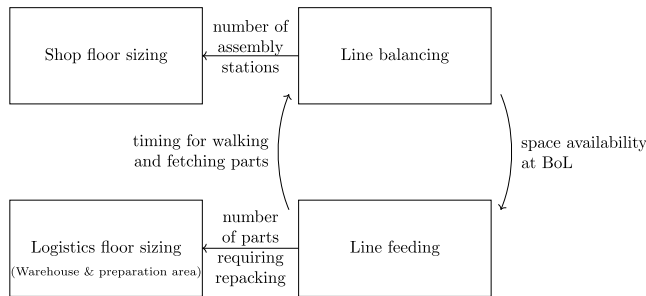 Shop floor sizing
number of
assembly
stations
Line balancing
timing for walking
and fetching parts
space availability
at BoL
Logistics floor sizing
(Warehouse & preparation area)
number
of parts
requiring
repacking
Line feeding